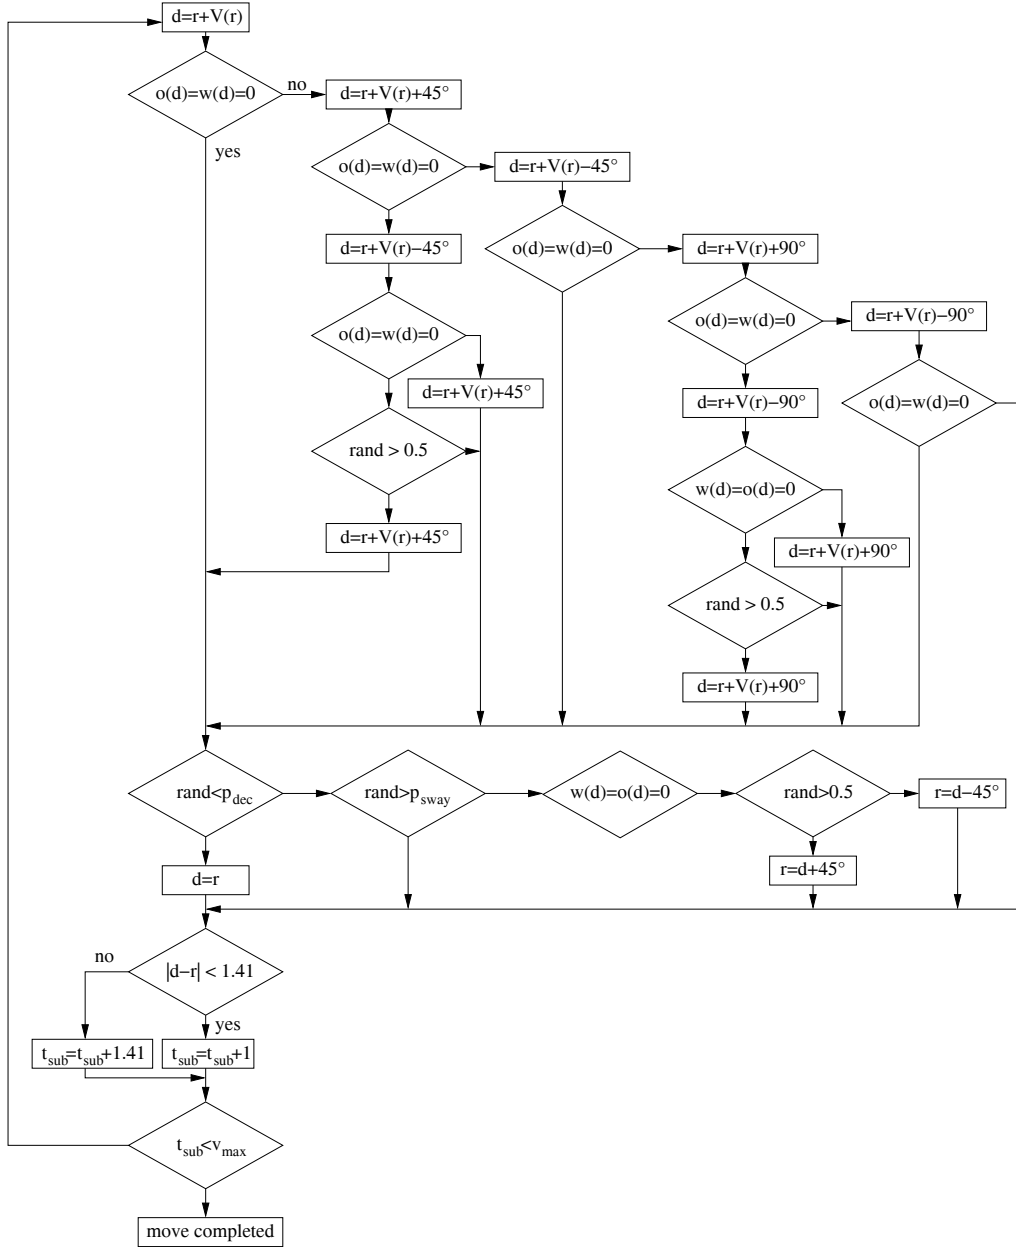 d=r+V(r)
o(d)=w(d)=0
no
yes
d=r+V(r)+45°
o(d)=w(d)=0
d=r+V(r)−45°
o(d)=w(d)=0
d=r+V(r)−45°
o(d)=w(d)=0
d=r+V(r)+45°
rand > 0.5
d=r+V(r)+45°
d=r+V(r)+90°
o(d)=w(d)=0
d=r+V(r)−90°
o(d)=w(d)=0
d=r+V(r)−90°
w(d)=o(d)=0
d=r+V(r)+90°
rand > 0.5
d=r+V(r)+90°
rand<p_dec
rand>p_sway
w(d)=o(d)=0
rand>0.5
r=d−45°
d=r
r=d+45°
|d−r| < 1.41
no
yes
t_sub=t_sub+1.41
t_sub=t_sub+1
t_sub<v_max
move completed